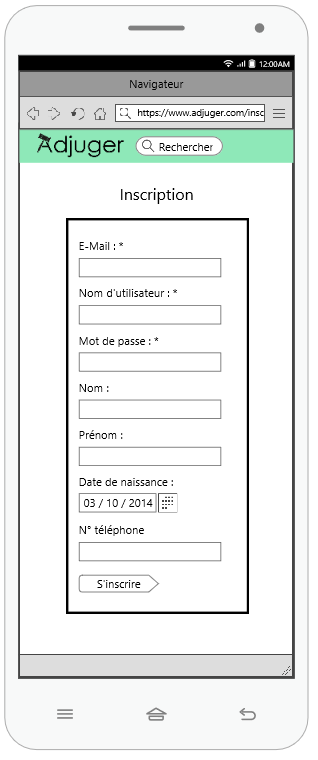 12:00AM
Navigateur
https://www.adjuger.com/insc
Adjuger
Rechercher
Inscription
E-Mail : *
Nom d'utilisateur : *
Mot de passe : *
Nom :
Prénom :
Date de naissance :
03 / 10 / 2014
N° téléphone
S'inscrire